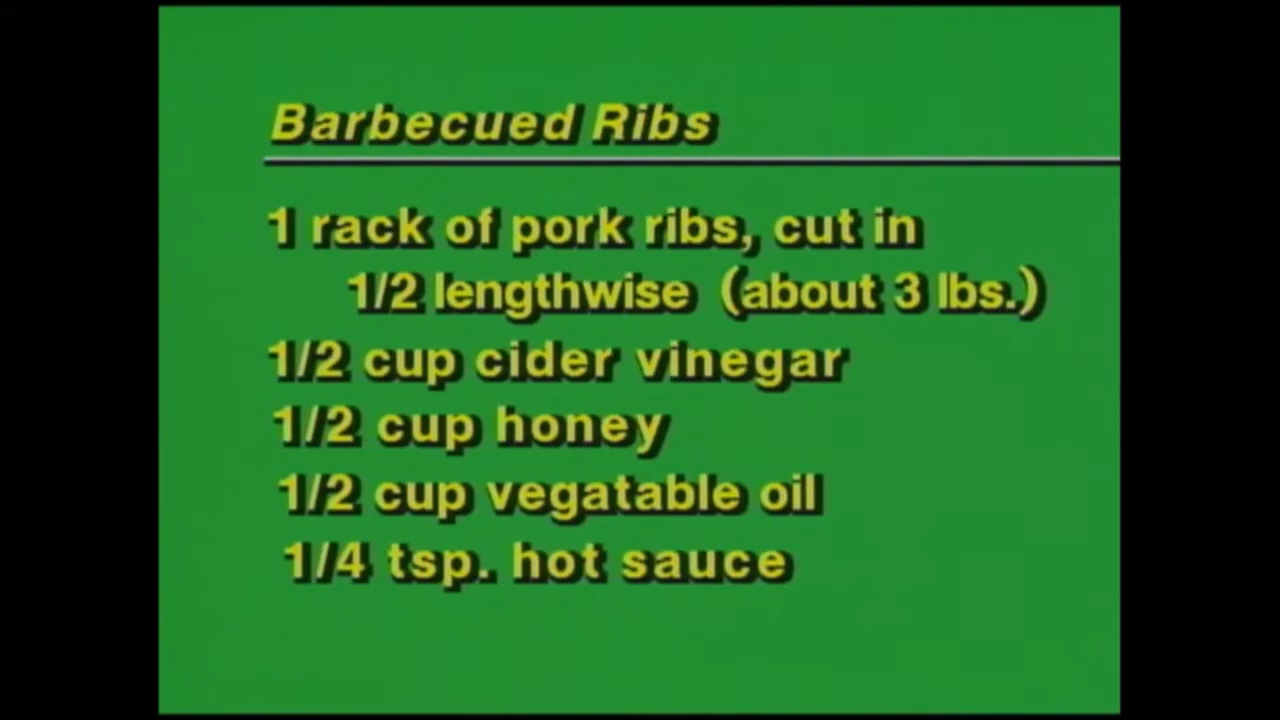 Barbecued Ribs
1 rack of pork ribs, cut in
1/2 lengthwise (about 3 lbs.)
1/2 cup cider vinegar
1/2 cup honey
1/2 cup vegatable oil
1/4 tsp. hot sauce